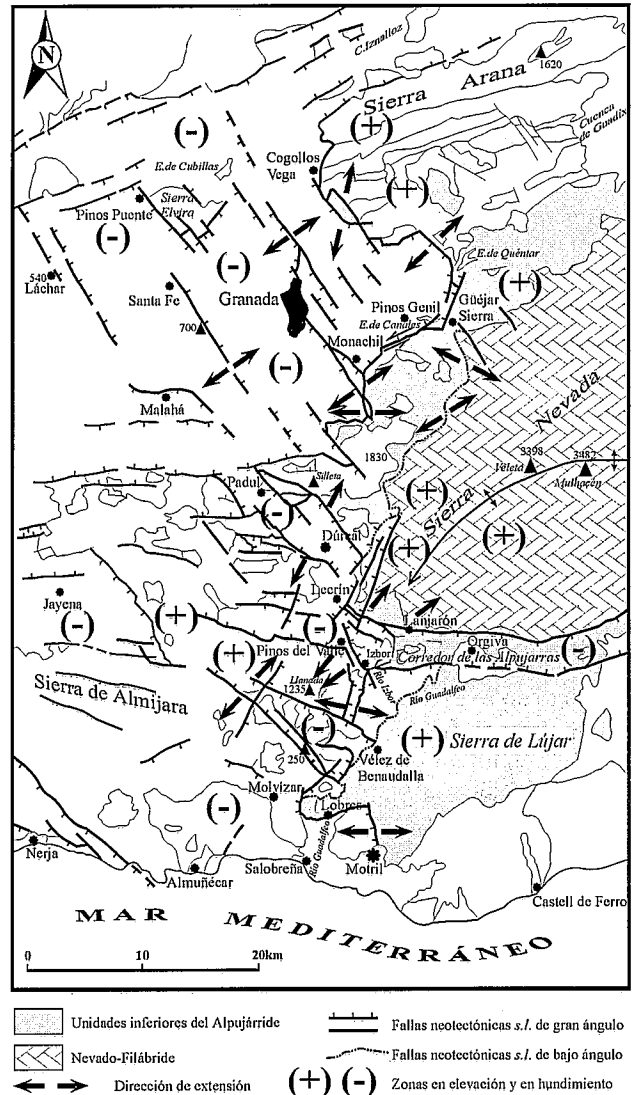 N
C.Iznalloz
1620
Sierra Arana
Cuenca de Guadix
(+)
(-)
E.de Cubillas
Cogollos
Vega
(+)
Sierra
Elvira
Pinos Puente
(-)
E.de Quéntar
(-)
(+)
540
Láchar
Santa Fe
Granada
Pinos Genil
Güéjar
Sierra
E.de Canales
700
Monachil
(-)
Malahá
Nevada
1830
3398
3482
Veleta
Mulhacén
Padul
Silleta
(-)
(+)
Sierra
Dúrcal
(+)
(+)
Jayena
Lecrín
(-)
(+)
Lanjarón
(-)
Orgiva
(-)
Pinos del Valle
(+)
Izbor
Corredor de las Alpujarras
Río Izbor
Llanada
1235
Río Guadalfeo
Sierra de Almijara
(-)
(+)
Sierra de Lújar
250
Vélez de
Benaudalla
Molvízar
(-)
Lobres
Río Guadalfeo
Nerja
Almuñécar
Salobreña
Motril
Castell de Ferro
MAR MEDITERRÁNEO
0 10 20km
Unidades inferiores del Alpujárride
Fallas neotectónicas s.l. de gran ángulo
Nevado-Filábride
Fallas neotectónicas s.l. de bajo ángulo
Dirección de extensión
(+) (-) Zonas en elevación y en hundimiento